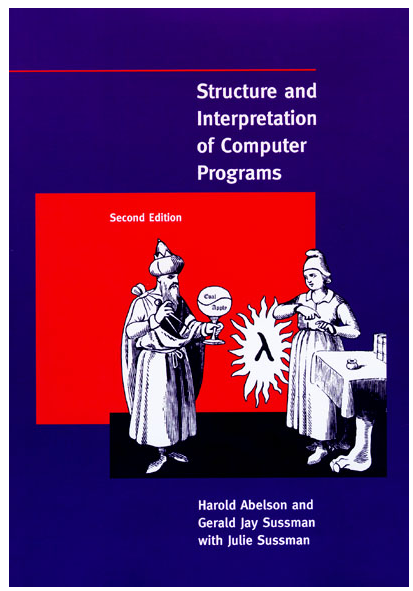 Structure and
Interpretation
of Computer
Programs
Second Edition
Eval
Apply
λ
Harold Abelson and
Gerald Jay Sussman
with Julie Sussman